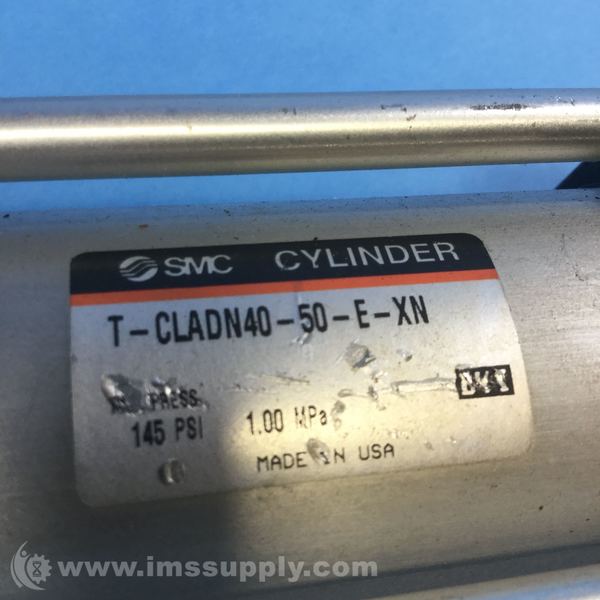 SMC CYLINDER
T-CLADN40-50-E-XN
PRESS
145 PSI 1.00 MPa
MADE IN USA
www.imssupply.com